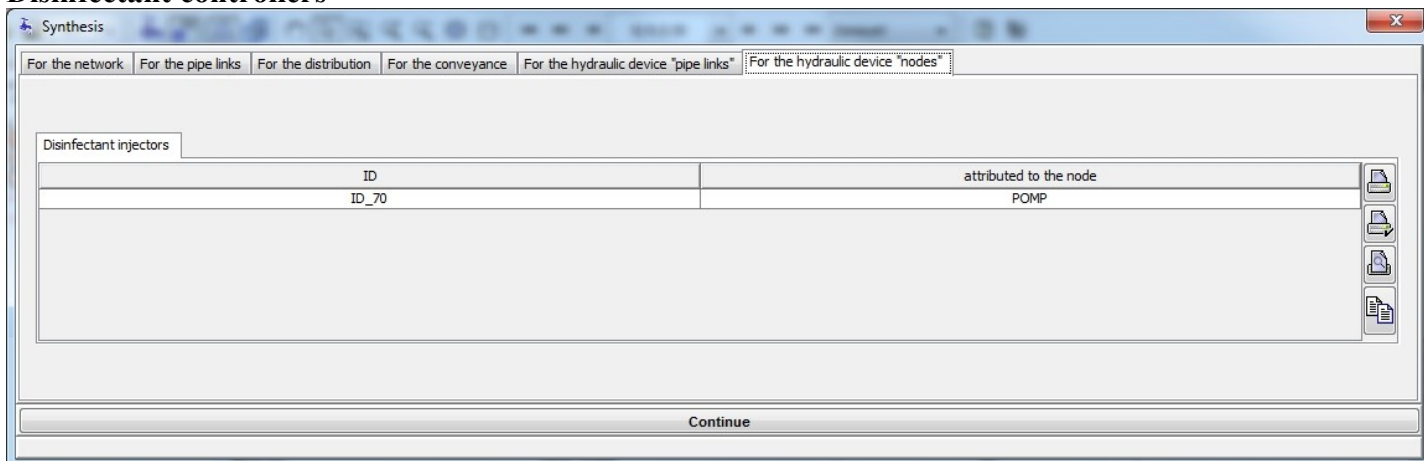 Disinfectant controllers
Synthesis
For the network For the pipe links For the distribution For the conveyance For the hydraulic device "pipe links" For the hydraulic device "nodes"
Disinfectant injectors
ID attributed to the node
ID_70 POMP
Continue